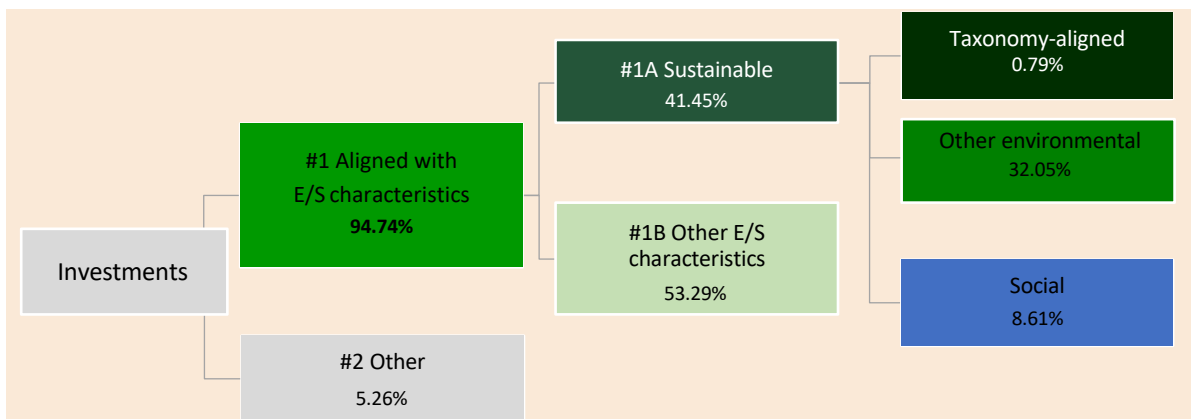 Investments
#1 Aligned with
E/S characteristics
94.74%
#2 Other
5.26%
#1A Sustainable
41.45%
#1B Other E/S
characteristics
53.29%
Taxonomy-aligned
0.79%
Other environmental
32.05%
Social
8.61%